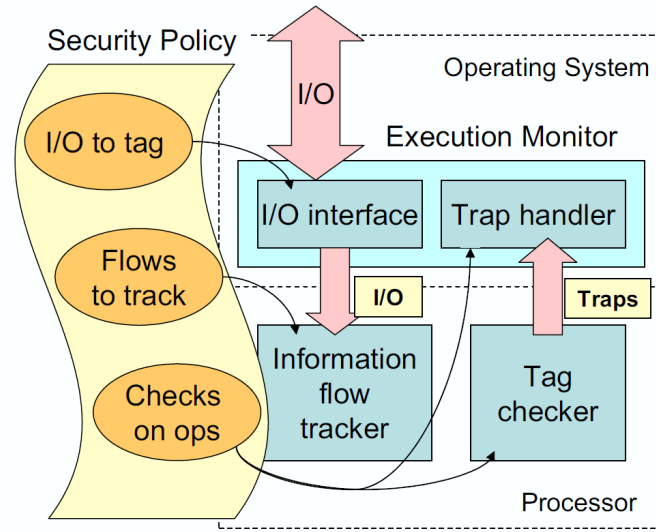 Security Policy
Operating System
I/O
Execution Monitor
I/O to tag
I/O interface
Trap handler
Flows
to track
I/O
Traps
Information
flow
tracker
Tag
checker
Checks
on ops
Processor